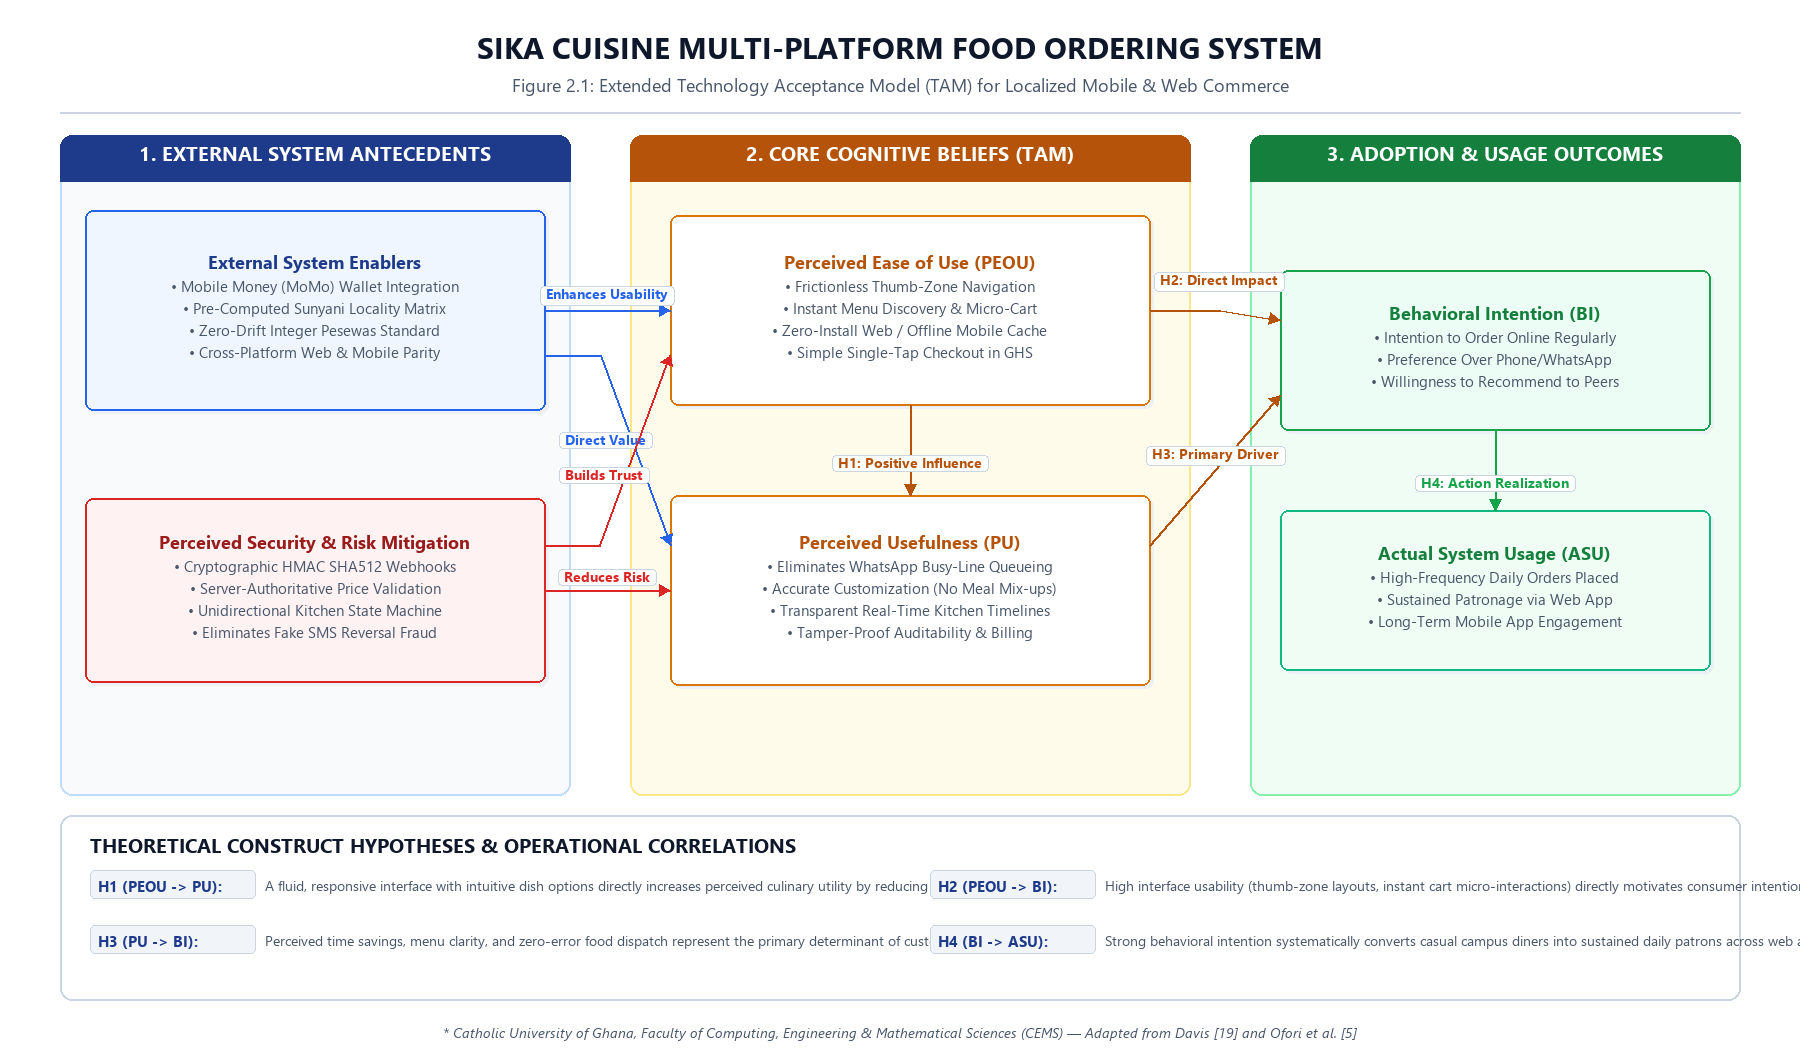 SIKA CUISINE MULTI-PLATFORM FOOD ORDERING SYSTEM
Figure 2.1: Extended Technology Acceptance Model (TAM) for Localized Mobile & Web Commerce
1. EXTERNAL SYSTEM ANTECEDENTS
External System Enablers
• Mobile Money (MoMo) Wallet Integration
• Pre-Computed Sunyani Locality Matrix
• Zero-Drift Integer Pesewas Standard
• Cross-Platform Web & Mobile Parity
Perceived Security & Risk Mitigation
• Cryptographic HMAC SHA512 Webhooks
• Server-Authoritative Price Validation
• Unidirectional Kitchen State Machine
• Eliminates Fake SMS Reversal Fraud
Enhances Usability
Direct Value
Builds Trust
Reduces Risk
2. CORE COGNITIVE BELIEFS (TAM)
Perceived Ease of Use (PEOU)
• Frictionless Thumb-Zone Navigation
• Instant Menu Discovery & Micro-Cart
• Zero-Install Web / Offline Mobile Cache
• Simple Single-Tap Checkout in GHS
H1: Positive Influence
Perceived Usefulness (PU)
• Eliminates WhatsApp Busy-Line Queueing
• Accurate Customization (No Meal Mix-ups)
• Transparent Real-Time Kitchen Timelines
• Tamper-Proof Auditability & Billing
H2: Direct Impact
H3: Primary Driver
3. ADOPTION & USAGE OUTCOMES
Behavioral Intention (BI)
• Intention to Order Online Regularly
• Preference Over Phone/WhatsApp
• Willingness to Recommend to Peers
H4: Action Realization
Actual System Usage (ASU)
• High-Frequency Daily Orders Placed
• Sustained Patronage via Web App
• Long-Term Mobile App Engagement
THEORETICAL CONSTRUCT HYPOTHESES & OPERATIONAL CORRELATIONS
H1 (PEOU -> PU): A fluid, responsive interface with intuitive dish options directly increases perceived culinary utility by reducing
H2 (PEOU -> BI): High interface usability (thumb-zone layouts, instant cart micro-interactions) directly motivates consumer
H3 (PU -> BI): Perceived time savings, menu clarity, and zero-error food dispatch represent the primary determinant of
H4 (BI -> ASU): Strong behavioral intention systematically converts casual campus diners into sustained daily patrons across web
* Catholic University of Ghana, Faculty of Computing, Engineering & Mathematical Sciences (CEMS) — Adapted from Davis [19] and Ofori et al. [5]